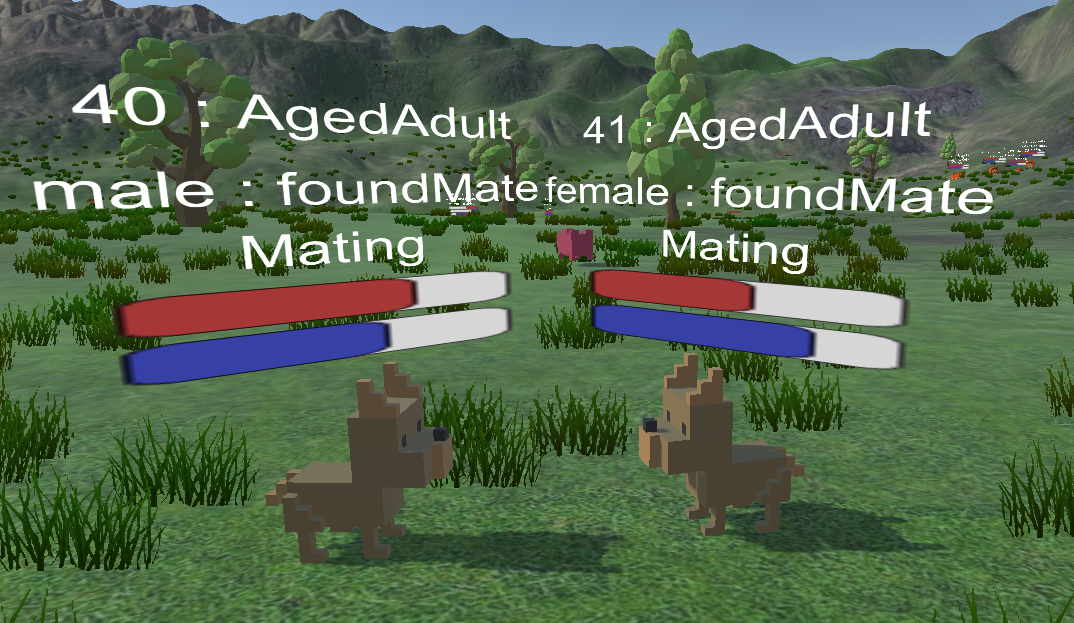 40 : AgedAdult
male : foundMate
Mating
41 : AgedAdult
female : foundMate
Mating